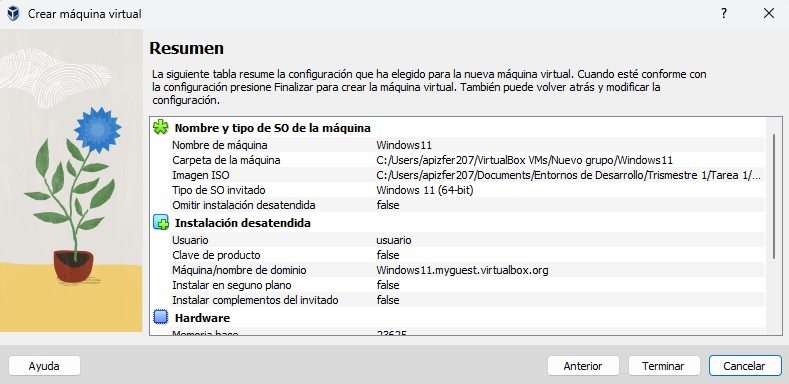 Crear máquina virtual
Resumen
La siguiente tabla resume la configuración que ha elegido para la nueva máquina virtual. Cuando esté conforme con
la configuración presione Finalizar para crear la máquina virtual. También puede volver atrás y modificar la
configuración.
Nombre y tipo de SO de la máquina
Nombre de máquina Windows11
Carpeta de la máquina C:/Users/apizfer207/VirtualBox VMs/Nuevo grupo/Windows11
Imagen ISO C:/Users/apizfer207/Documents/Entornos de Desarrollo/Trismestre 1/Tarea 1/...
Tipo de SO invitado Windows 11 (64-bit)
Omitir instalación desatendida false
Instalación desatendida
Usuario usuario
Clave de producto false
Máquina/nombre de dominio Windows11.myguest.virtualbox.org
Instalar en seguno plano false
Instalar complementos del invitado false
Hardware
Memoria base 23625
Ayuda Anterior Terminar Cancelar